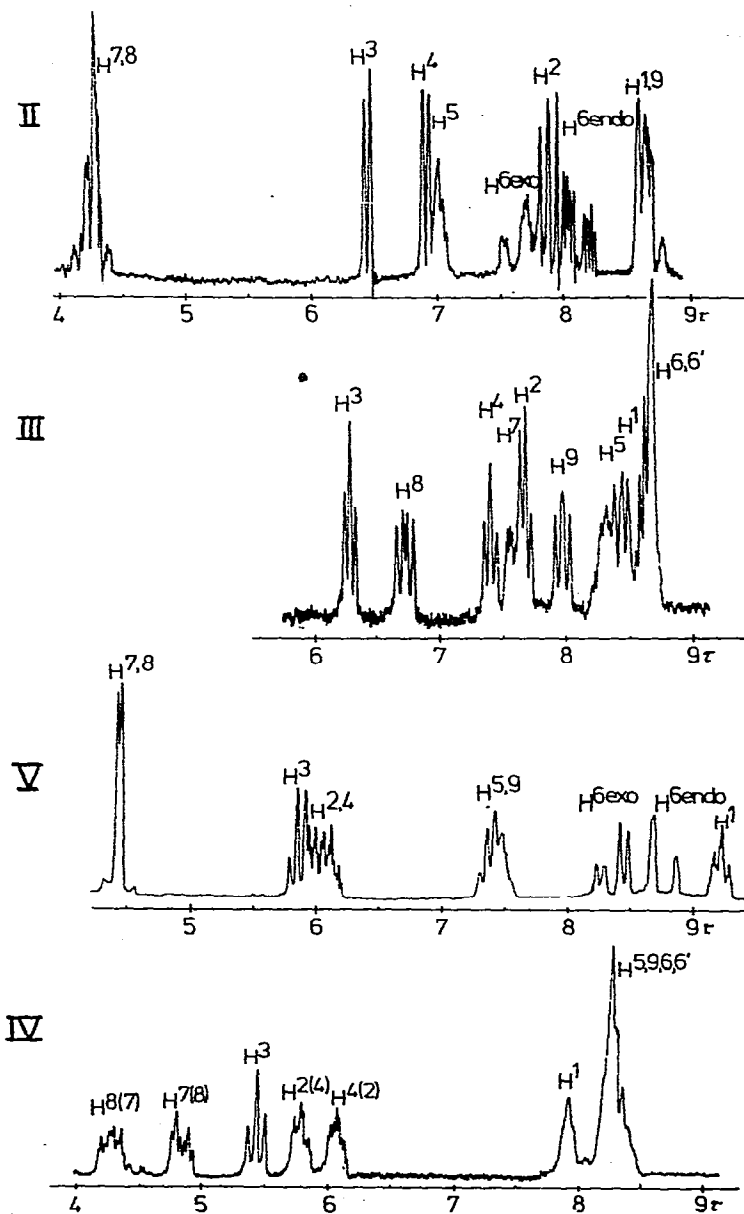 II
H7,8
H3
H4
H5
H6exo
H2
H6endo
H1,9
4 5 6 7 8 9τ
III
H3
H8
H4
H7
H2
H9
H5
H1
H6,6'
6 7 8 9τ
V
H7,8
H3
H2,4
H5,9
H6exo
H6endo
H1
5 6 7 8 9τ
IV
H8(7)
H7(8)
H3
H2(4)
H4(2)
H1
H5,9,6,6'
4 5 6 7 8 9τ